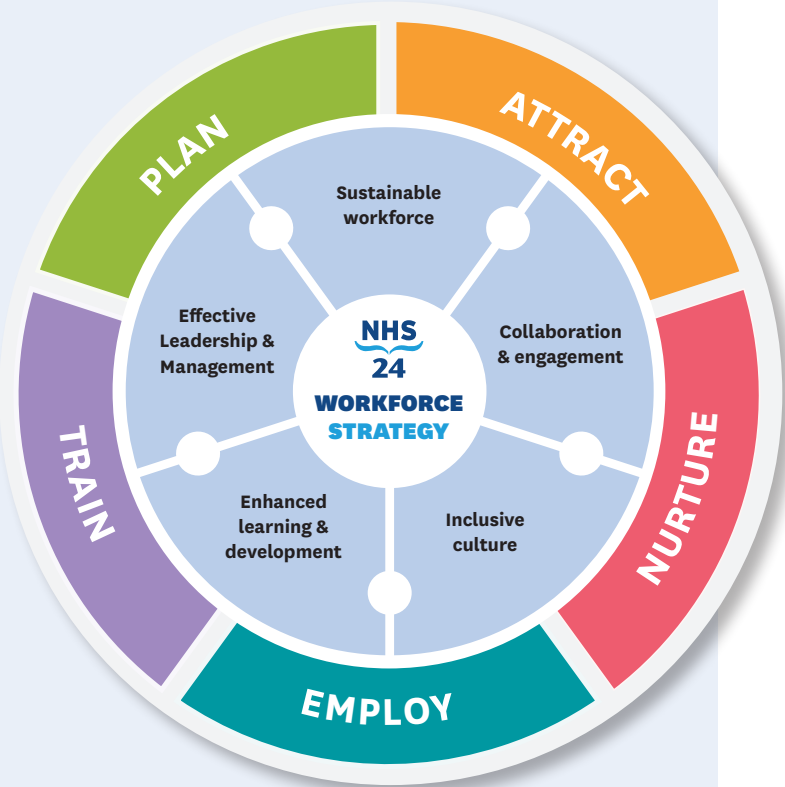 PLAN
ATTRACT
Sustainable
workforce
Effective
Leadership &
Management
NHS
24
WORKFORCE
STRATEGY
Collaboration
& engagement
TRAIN
NURTURE
Enhanced
learning &
development
Inclusive
culture
EMPLOY